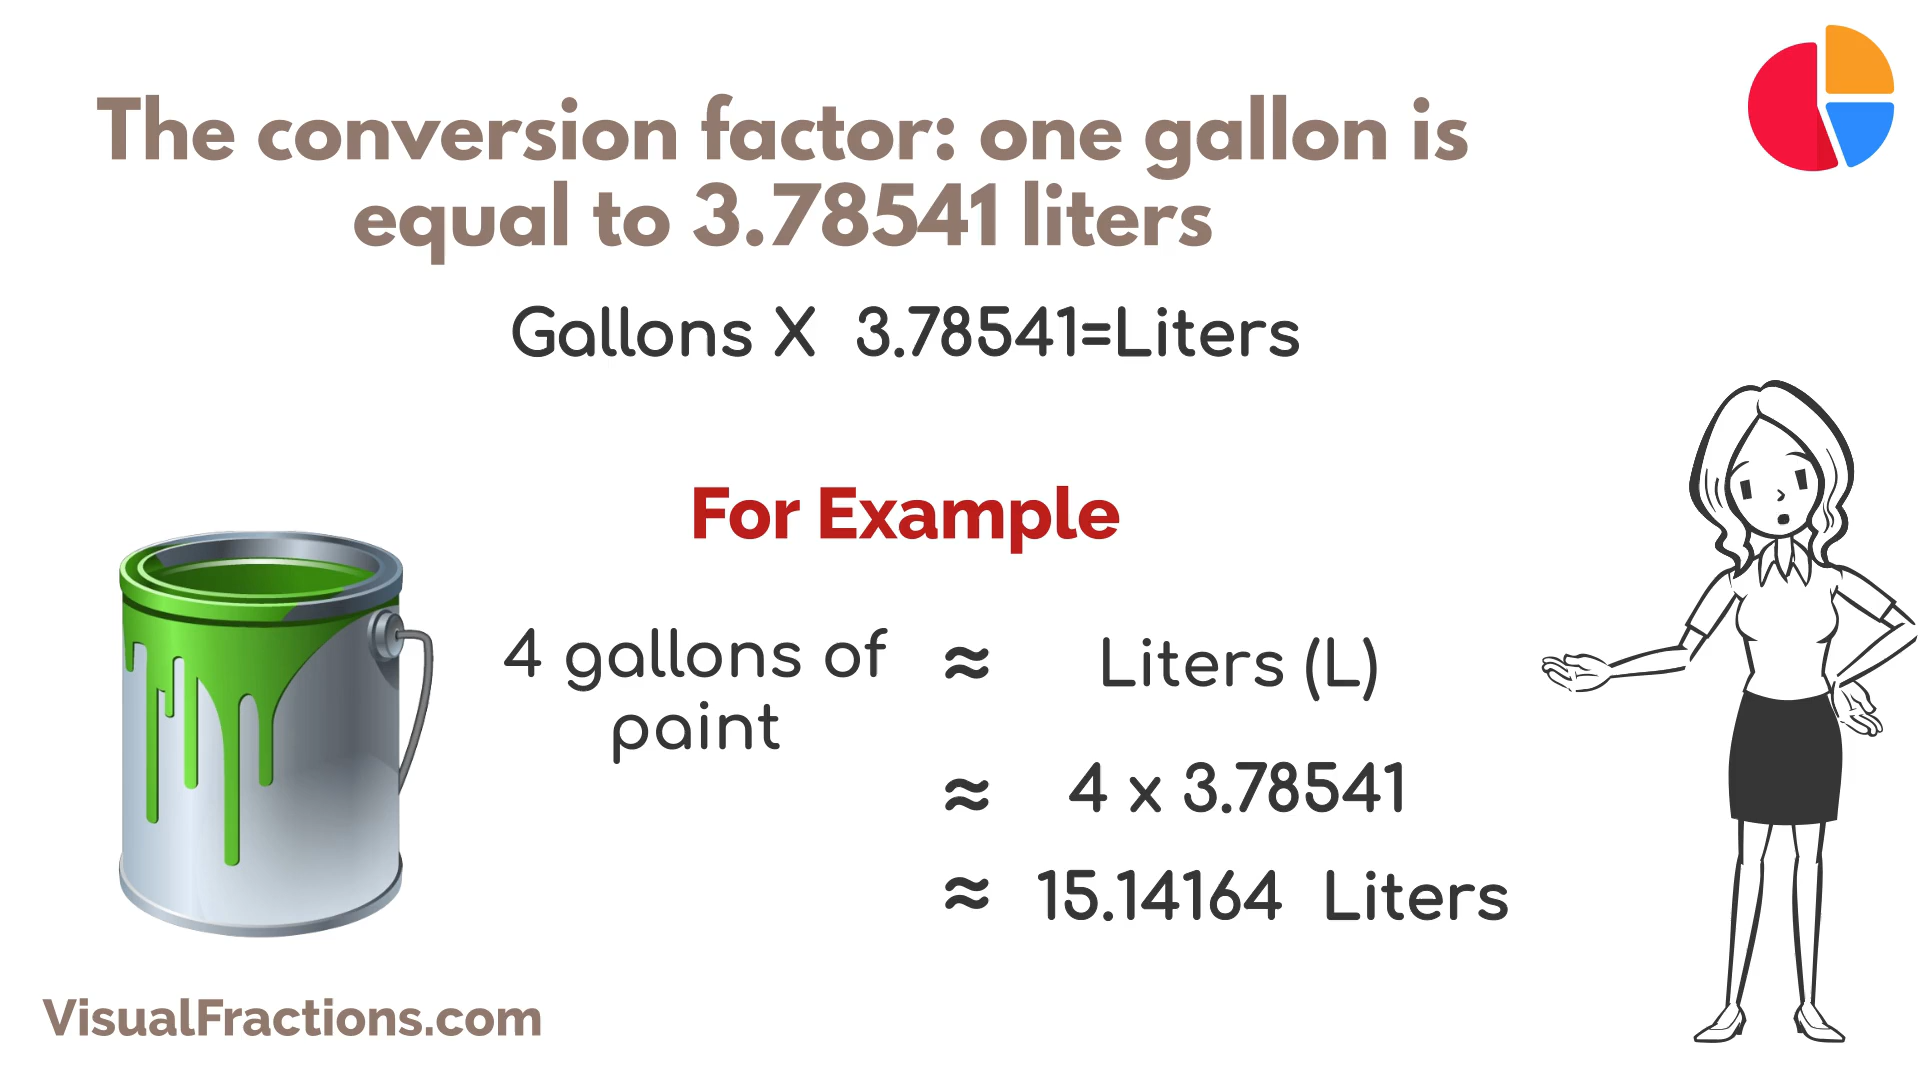 The conversion factor: one gallon is
equal to 3.78541 liters
Gallons X 3.78541=Liters
For Example
4 gallons of
paint
≈ Liters (L)
≈ 4 x 3.78541
≈ 15.14164 Liters
VisualFractions.com